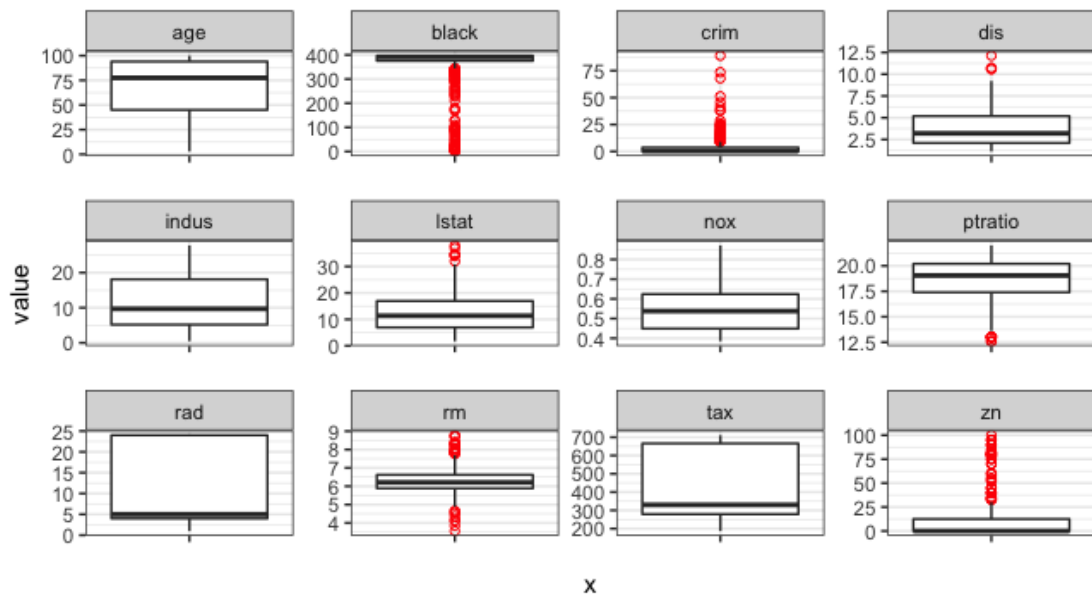 age black crim dis
100 400 12.5
75 300 75 10.0
50 200 50 7.5
25 100 25 5.0
0 0 0 2.5
indus lstat nox ptratio
20 30 0.8 20.0
10 20 0.7 17.5
0 10 0.6 15.0
0 0.5 12.5
0.4
value
rad rm tax zn
25 9 700 100
20 8 600 75
15 7 500 50
10 6 400 25
5 5 300 0
0 4 200
x